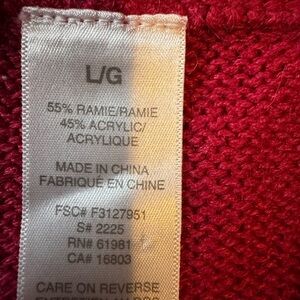 L/G
55% RAMIE/RAMIE
45% ACRYLIC/
ACRYLIQUE
MADE IN CHINA
FABRIQUÉ EN CHINE
FSC# F3127951
S# 2225
RN# 61981
CA# 16803
CARE ON REVERSE